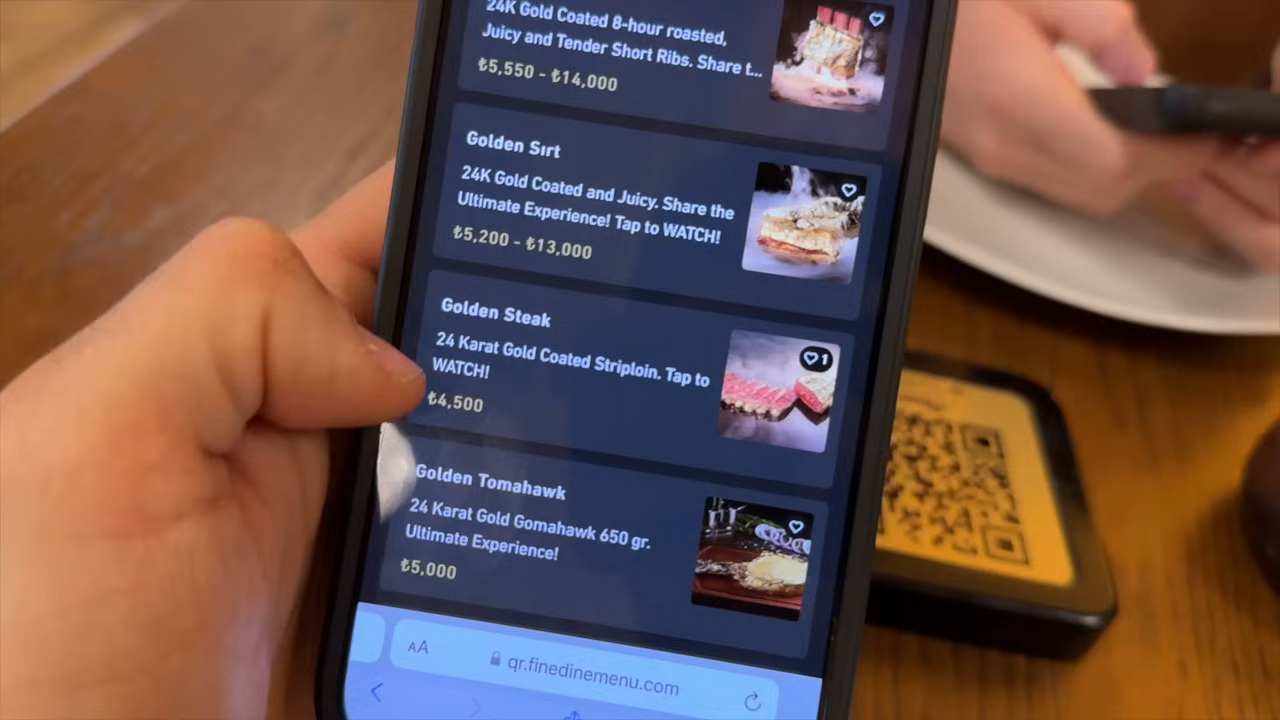 24K Gold Coated 8-hour roasted,
Juicy and Tender Short Ribs. Share t...
₺5,550 - ₺14,000
Golden Sırt
24K Gold Coated and Juicy. Share the
Ultimate Experience! Tap to WATCH!
₺5,200 - ₺13,000
Golden Steak
24 Karat Gold Coated Striploin. Tap to
WATCH!
₺4,500
1
Golden Tomahawk
24 Karat Gold Gomahawk 650 gr.
Ultimate Experience!
₺5,000
AA
qr.finedinemenu.com